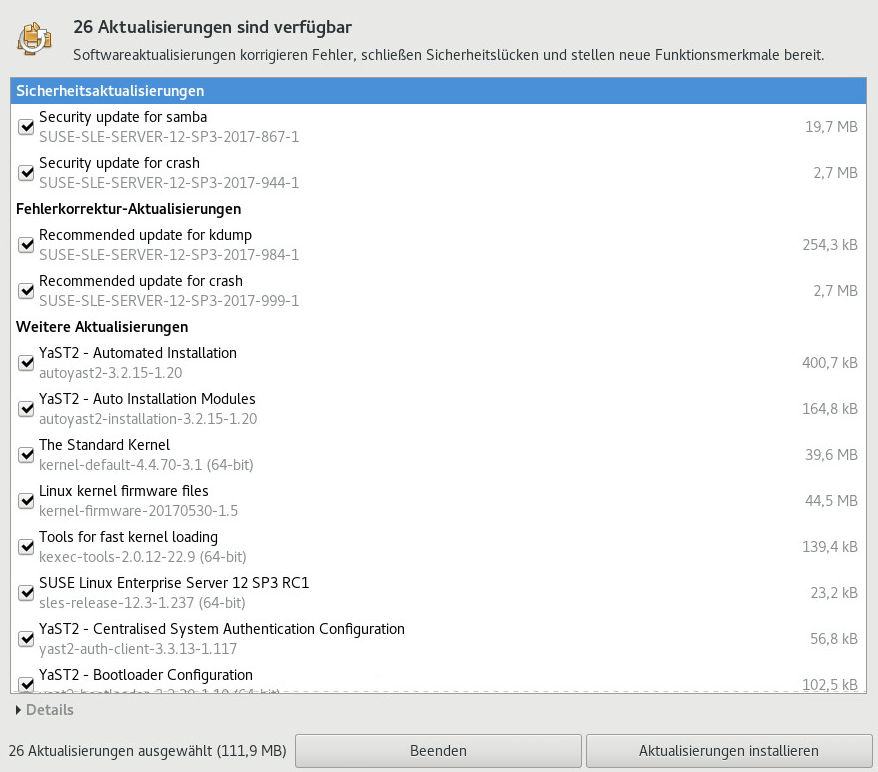 26 Aktualisierungen sind verfügbar
Softwareaktualisierungen korrigieren Fehler, schließen Sicherheitslücken und stellen neue Funktionsmerkmale bereit.
Sicherheitsaktualisierungen
Security update for samba
SUSE-SLE-SERVER-12-SP3-2017-867-1
19,7 MB
Security update for crash
SUSE-SLE-SERVER-12-SP3-2017-944-1
2,7 MB
Fehlerkorrektur-Aktualisierungen
Recommended update for kdump
SUSE-SLE-SERVER-12-SP3-2017-984-1
254,3 kB
Recommended update for crash
SUSE-SLE-SERVER-12-SP3-2017-999-1
2,7 MB
Weitere Aktualisierungen
YaST2 - Automated Installation
autoyast2-3.2.15-1.20
400,7 kB
YaST2 - Auto Installation Modules
autoyast2-installation-3.2.15-1.20
164,8 kB
The Standard Kernel
kernel-default-4.4.70-3.1 (64-bit)
39,6 MB
Linux kernel firmware files
kernel-firmware-20170530-1.5
44,5 MB
Tools for fast kernel loading
kexec-tools-2.0.12-22.9 (64-bit)
139,4 kB
SUSE Linux Enterprise Server 12 SP3 RC1
sles-release-12.3-1.237 (64-bit)
23,2 kB
YaST2 - Centralised System Authentication Configuration
yast2-auth-client-3.3.13-1.117
56,8 kB
YaST2 - Bootloader Configuration
102,5 kB
Details
26 Aktualisierungen ausgewählt (111,9 MB)
Beenden
Aktualisierungen installieren